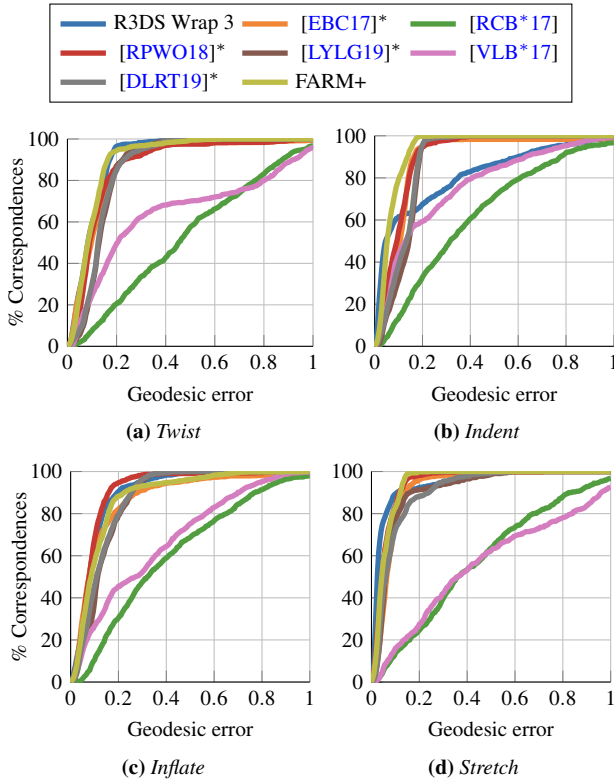 R3DS Wrap 3 [EBC17]* [RCB*17]
[RPWO18]* [LYLG19]* [VLB*17]
[DLRT19]* FARM+
100
80
60
40
20
0
% Correspondences
0 0.2 0.4 0.6 0.8 1
Geodesic error
(a) Twist
100
80
60
40
20
0
0 0.2 0.4 0.6 0.8 1
Geodesic error
(b) Indent
100
80
60
40
20
0
% Correspondences
0 0.2 0.4 0.6 0.8 1
Geodesic error
(c) Inflate
100
80
60
40
20
0
0 0.2 0.4 0.6 0.8 1
Geodesic error
(d) Stretch